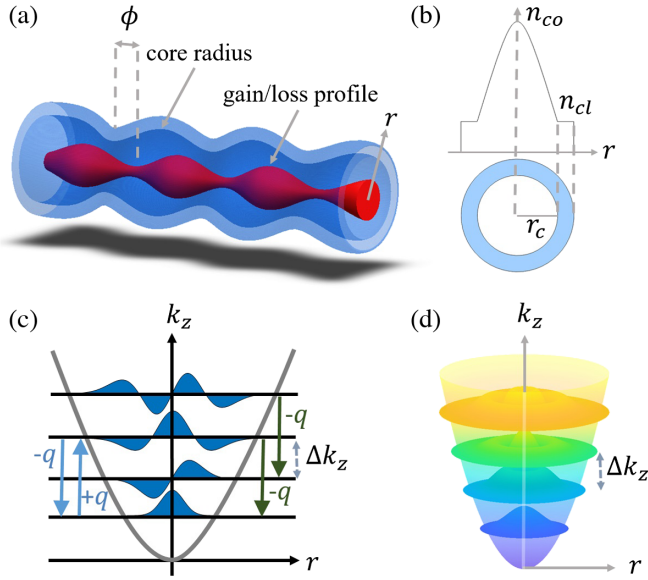 (a)
ϕ
core radius
gain/loss profile
r
(b)
n_co
n_cl
r
r_c
(c)
k_z
-q
+q
-q
-q
Δk_z
r
(d)
k_z
Δk_z
r